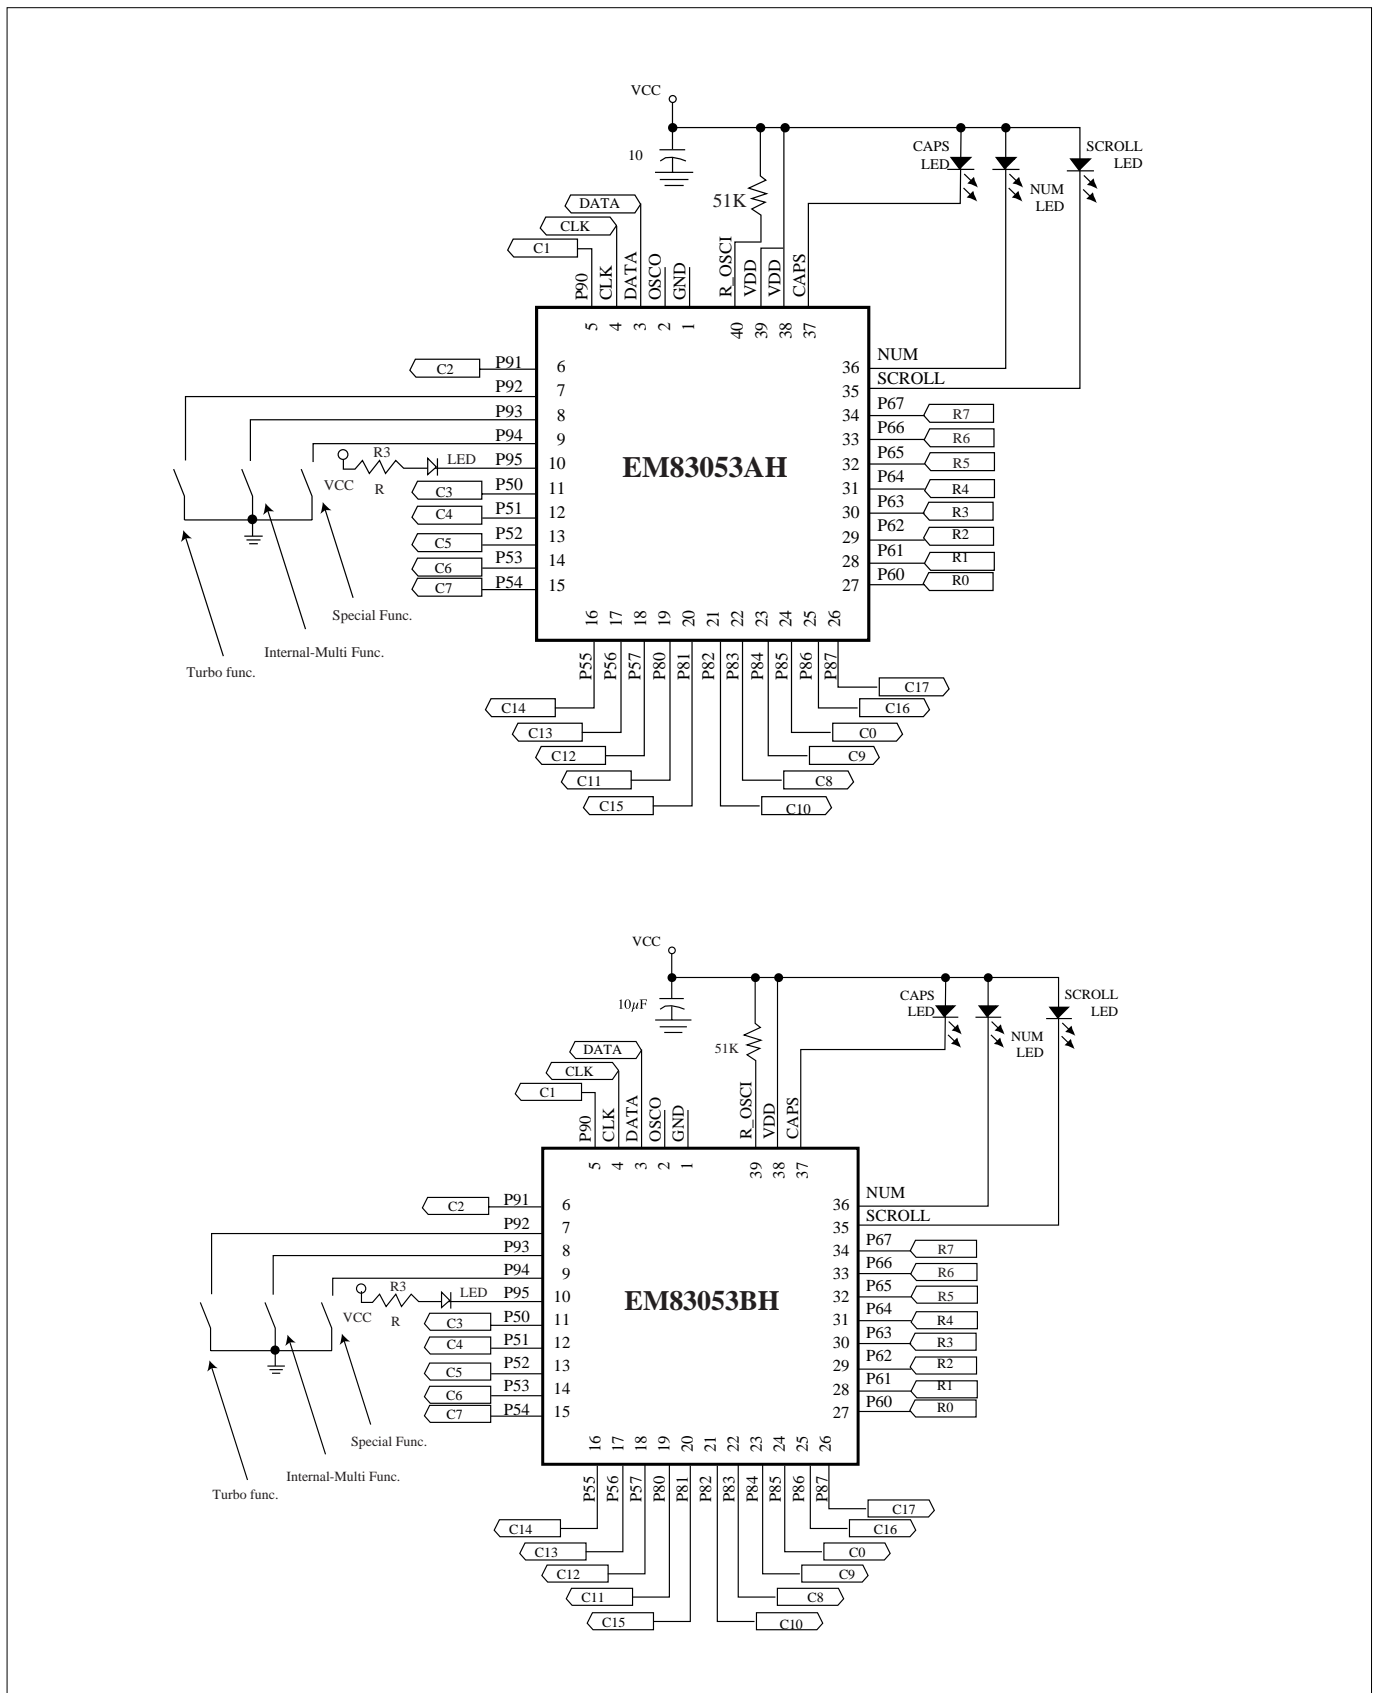 VCC
10
51K
CAPS
LED
NUM
LED
SCROLL
LED
DATA
CLK
C1
P90
CLK
DATA
OSCO
GND
R_OSCI
VDD
VDD
CAPS
5
4
3
2
1
40
39
38
37
C2
P91
6
P92
7
P93
8
P94
9
VCC
R3
R
LED
P95
10
C3
P50
11
C4
P51
12
C5
P52
13
C6
P53
14
C7
P54
15
EM83053AH
36
NUM
35
SCROLL
34
P67
R7
33
P66
R6
32
P65
R5
31
P64
R4
30
P63
R3
29
P62
R2
28
P61
R1
27
P60
R0
Special Func.
Internal-Multi Func.
Turbo func.
16
17
18
19
20
21
22
23
24
25
26
P55
P56
P57
P80
P81
P82
P83
P84
P85
P86
P87
C17
C14
C16
C13
C0
C12
C9
C11
C8
C15
C10
VCC
10µF
51K
CAPS
LED
NUM
LED
SCROLL
LED
DATA
CLK
C1
P90
CLK
DATA
OSCO
GND
R_OSCI
VDD
CAPS
5
4
3
2
1
39
38
37
C2
P91
6
P92
7
P93
8
P94
9
VCC
R3
R
LED
P95
10
C3
P50
11
C4
P51
12
C5
P52
13
C6
P53
14
C7
P54
15
EM83053BH
36
NUM
35
SCROLL
34
P67
R7
33
P66
R6
32
P65
R5
31
P64
R4
30
P63
R3
29
P62
R2
28
P61
R1
27
P60
R0
Special Func.
Internal-Multi Func.
Turbo func.
16
17
18
19
20
21
22
23
24
25
26
P55
P56
P57
P80
P81
P82
P83
P84
P85
P86
P87
C17
C14
C16
C13
C0
C12
C9
C11
C8
C15
C10